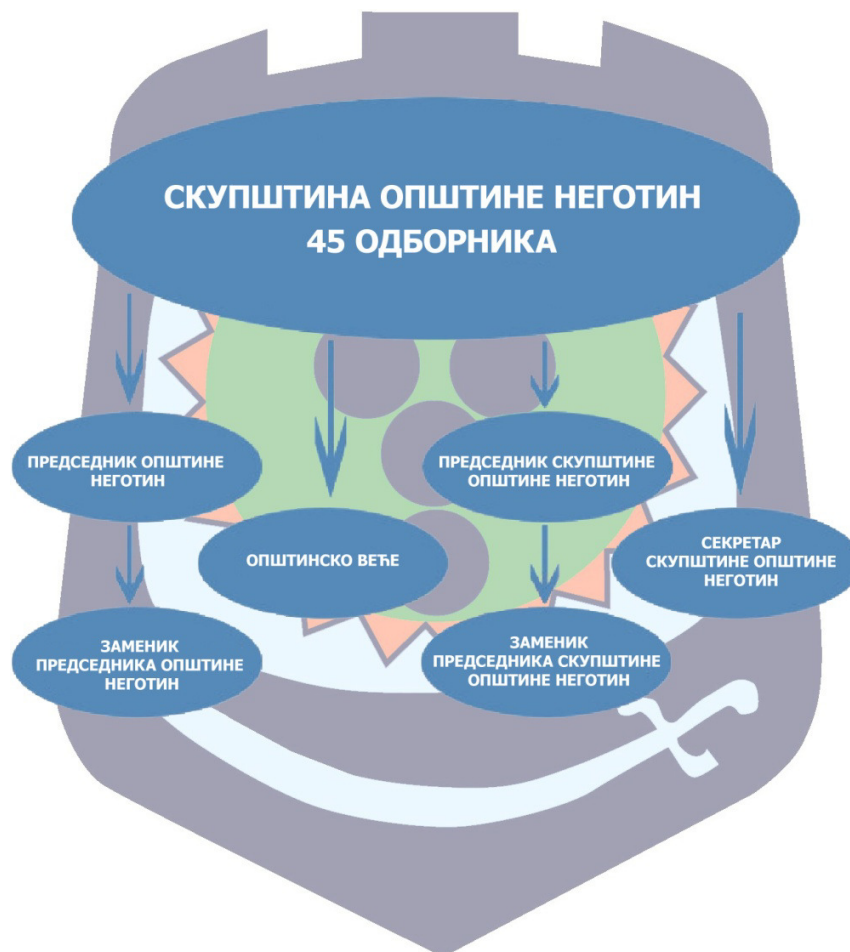 СКУПШТИНА ОПШТИНЕ НЕГОТИН
45 ОДБОРНИКА
ПРЕДСЕДНИК ОПШТИНЕ
НЕГОТИН
ПРЕДСЕДНИК СКУПШТИНЕ
ОПШТИНЕ НЕГОТИН
ОПШТИНСКО ВЕЋЕ
СЕКРЕТАР
СКУПШТИНЕ ОПШТИНЕ
НЕГОТИН
ЗАМЕНИК
ПРЕДСЕДНИКА ОПШТИНЕ
НЕГОТИН
ЗАМЕНИК
ПРЕДСЕДНИКА СКУПШТИНЕ
ОПШТИНЕ НЕГОТИН